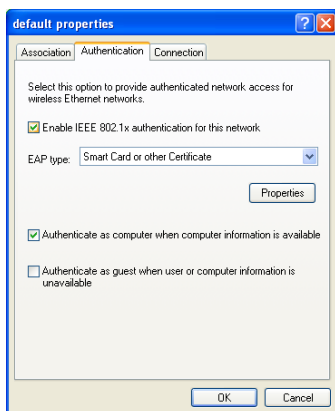 default properties
Association Authentication Connection
Select this option to provide authenticated network access for
wireless Ethernet networks.
Enable IEEE 802.1x authentication for this network
EAP type: Smart Card or other Certificate
Properties
Authenticate as computer when computer information is available
Authenticate as guest when user or computer information is
unavailable
OK Cancel